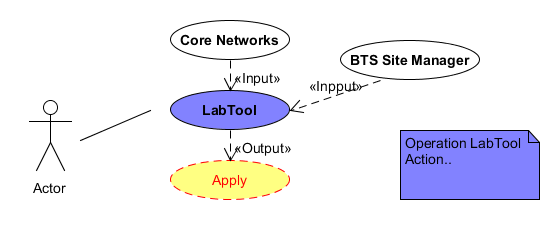 Core Networks
BTS Site Manager
«Input»
«Inpput»
LabTool
Operation LabTool
Action..
«Output»
Apply
Actor